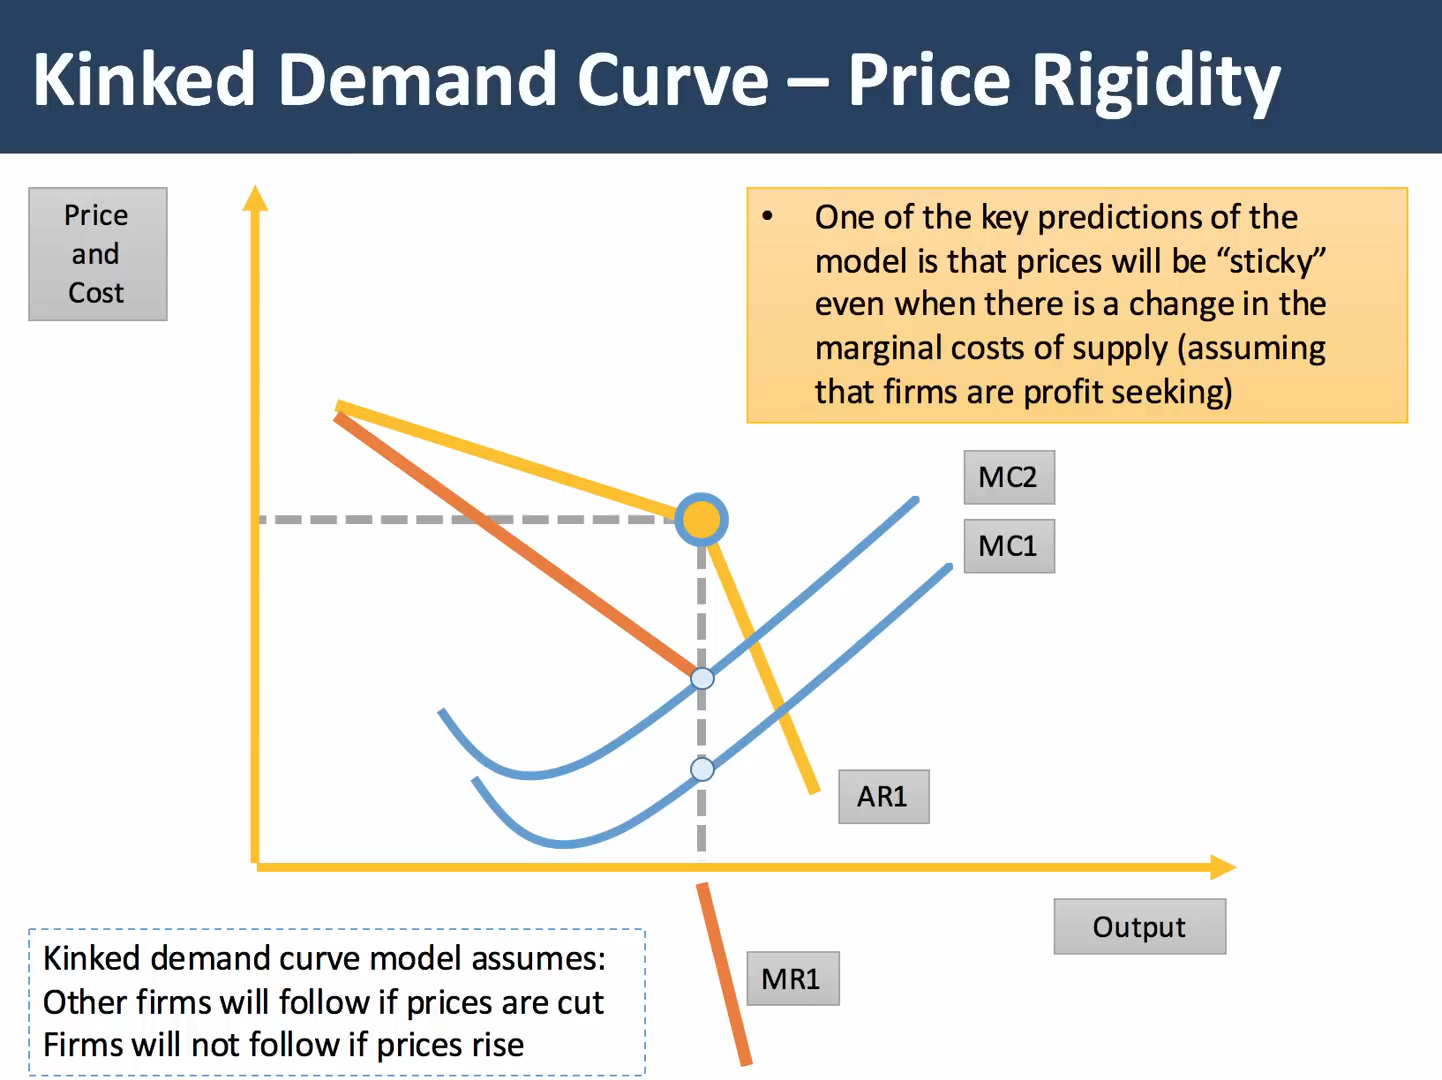 Kinked Demand Curve – Price Rigidity
Price
and
Cost
• One of the key predictions of the
model is that prices will be “sticky”
even when there is a change in the
marginal costs of supply (assuming
that firms are profit seeking)
MC2
MC1
AR1
Output
MR1
Kinked demand curve model assumes:
Other firms will follow if prices are cut
Firms will not follow if prices rise